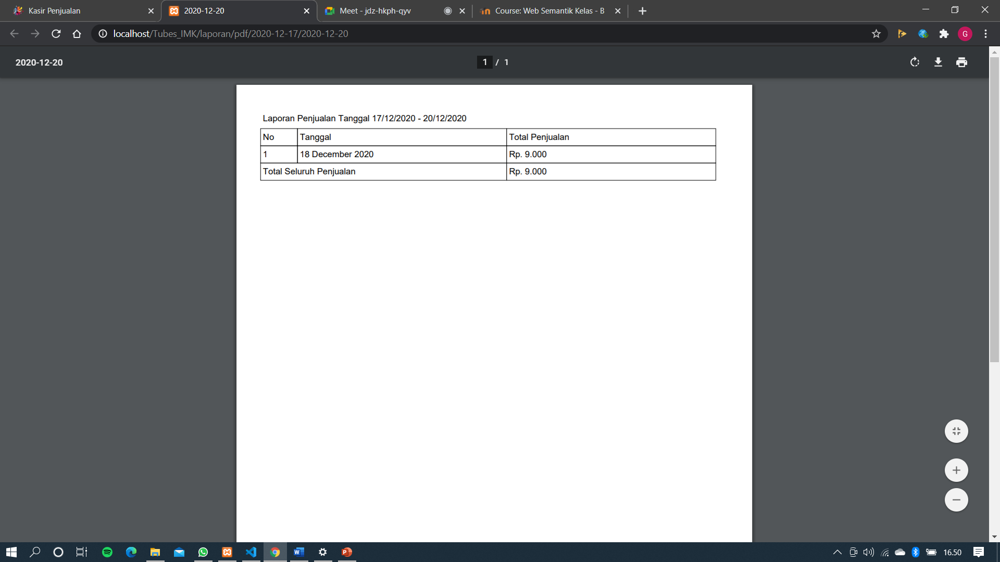 Kasir Penjualan
2020-12-20
Meet - jdz-hkph-qyv
Course: Web Semantik Kelas - B
localhost/Tubes_IMK/laporan/pdf/2020-12-17/2020-12-20
G
2020-12-20
1 / 1
Laporan Penjualan Tanggal 17/12/2020 - 20/12/2020
No Tanggal Total Penjualan
1 18 December 2020 Rp. 9.000
Total Seluruh Penjualan Rp. 9.000
16.50